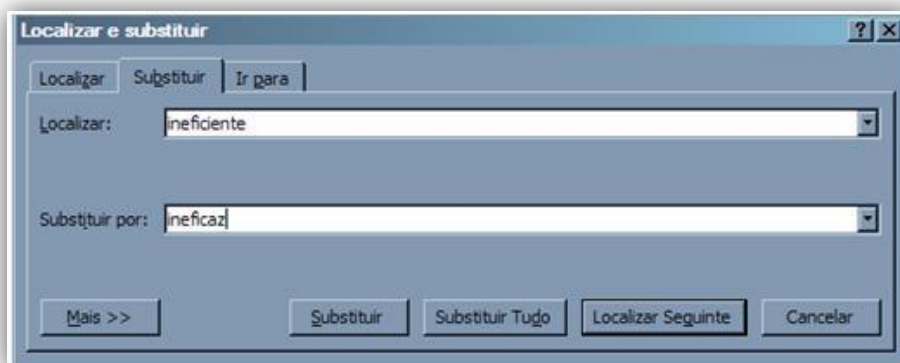 Localizar e substituir ? X
Localizar Substituir Ir para
Localizar: ineficiente
Substituir por: ineficaz
Mais >> Substituir Substituir Tudo Localizar Seguinte Cancelar